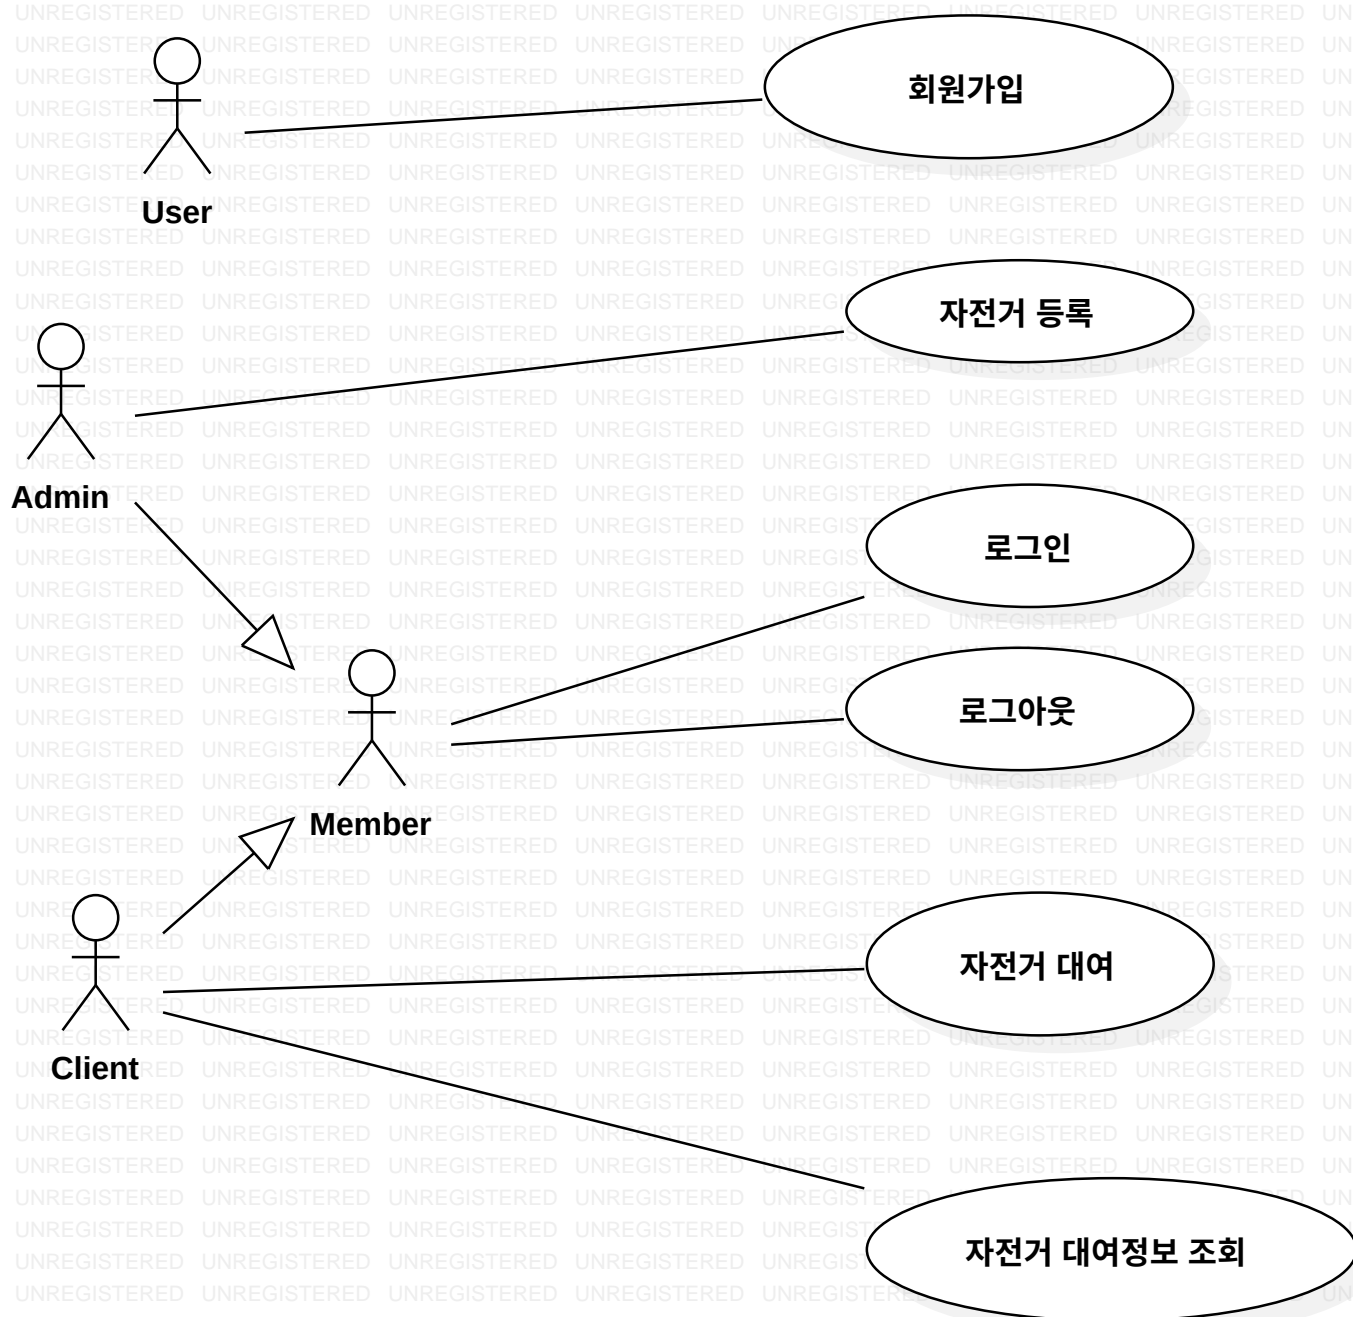 회원가입
User
자전거 등록
Admin
로그인
로그아웃
Member
자전거 대여
Client
자전거 대여정보 조회
UNREGISTERED